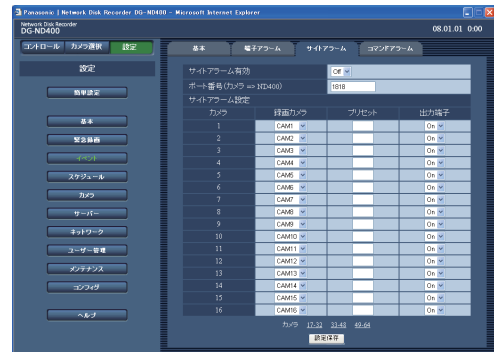 Panasonic | Network Disk Recorder DG-ND400 - Microsoft Internet Explorer
Network Disk Recorder
DG-ND400
08.01.01 0:00
コントロール カメラ選択 設定
基本 端子アラーム サイトアラーム コマンドアラーム
設定
簡単設定
基本
緊急録画
イベント
スケジュール
カメラ
サーバー
ネットワーク
ユーザー管理
メンテナンス
コンフィグ
ヘルプ
サイトアラーム有効 Off
ポート番号(カメラ => ND400) 1818
サイトアラーム設定
カメラ 録画カメラ プリセット 出力端子
1 CAM1 On
2 CAM2 On
3 CAM3 On
4 CAM4 On
5 CAM5 On
6 CAM6 On
7 CAM7 On
8 CAM8 On
9 CAM9 On
10 CAM10 On
11 CAM11 On
12 CAM12 On
13 CAM13 On
14 CAM14 On
15 CAM15 On
16 CAM16 On
カメラ 17-32 33-48 49-64
設定保存